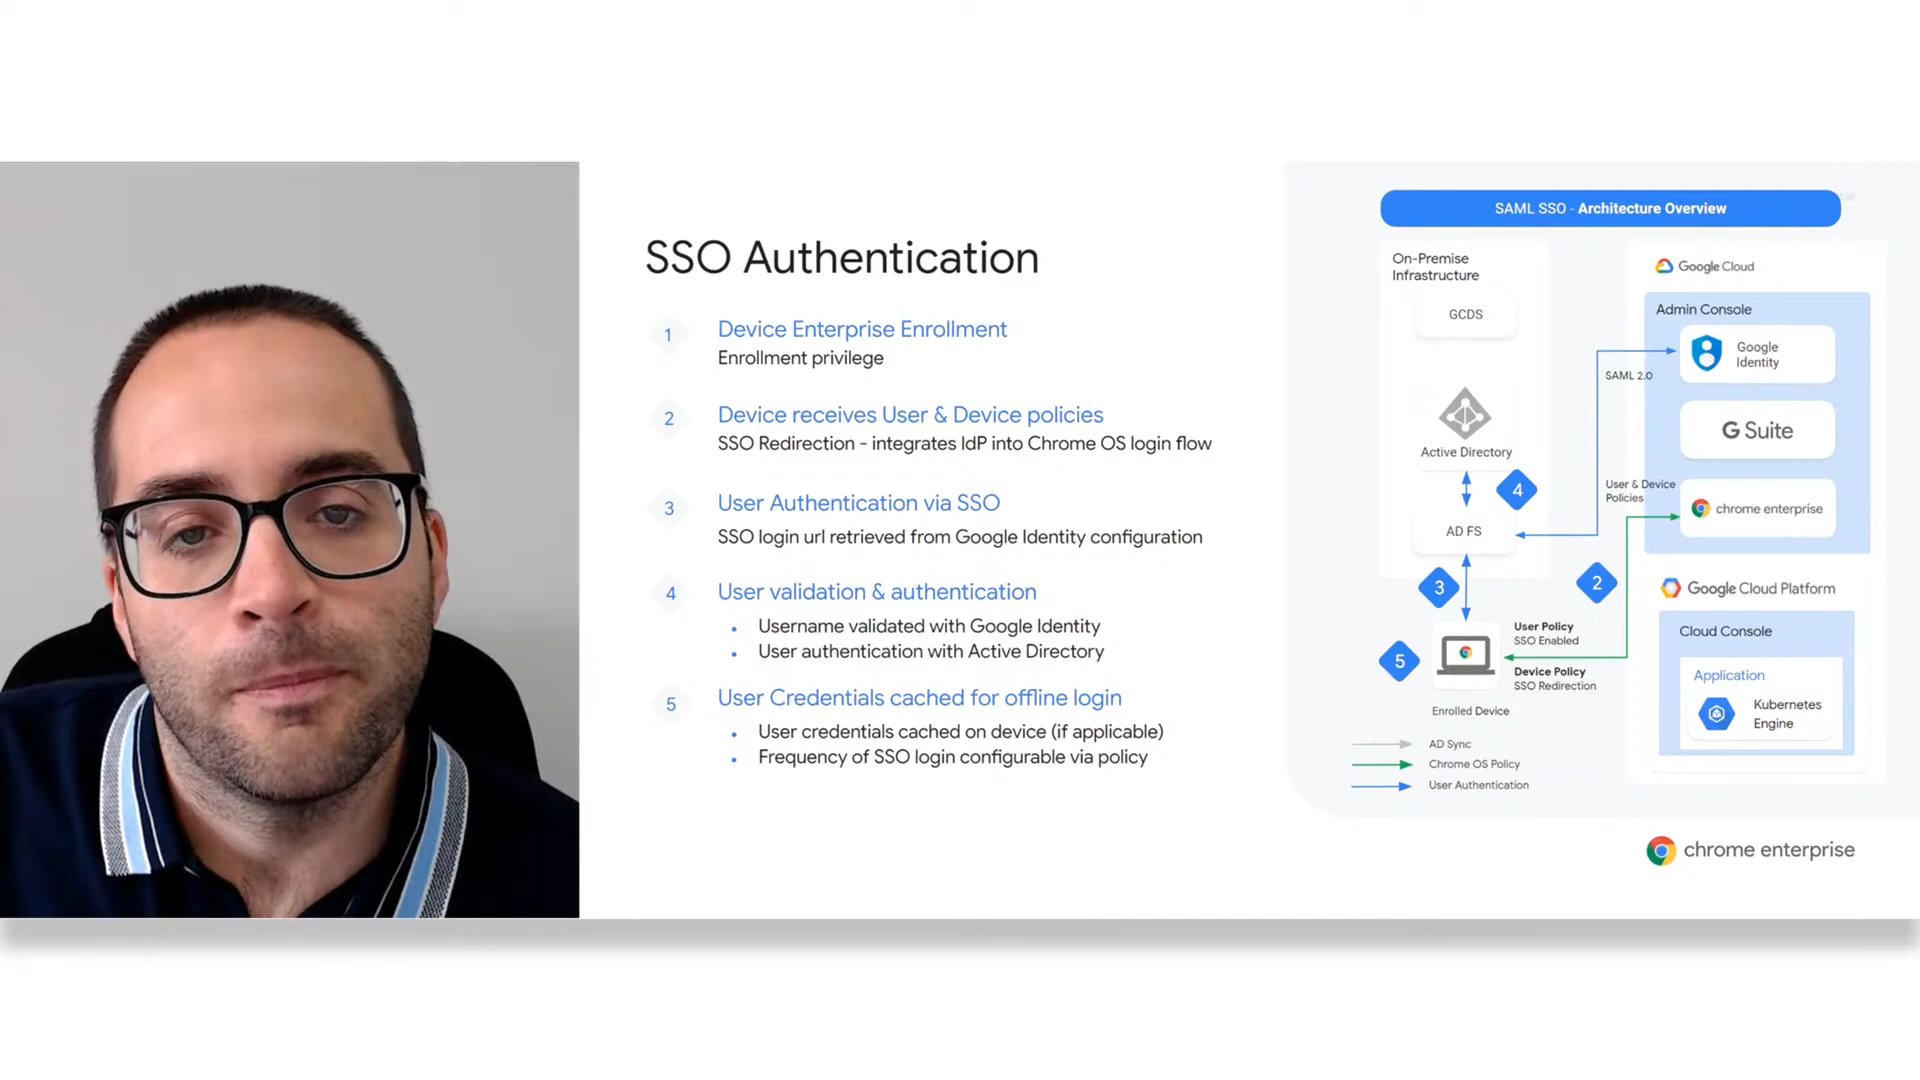 SSO Authentication
1
Device Enterprise Enrollment
Enrollment privilege
2
Device receives User & Device policies
SSO Redirection - integrates IdP into Chrome OS login flow
3
User Authentication via SSO
SSO login url retrieved from Google Identity configuration
4
User validation & authentication
• Username validated with Google Identity
• User authentication with Active Directory
5
User Credentials cached for offline login
• User credentials cached on device (if applicable)
• Frequency of SSO login configurable via policy
SAML SSO - Architecture Overview
On-Premise
Infrastructure
GCDS
Active Directory
4
AD FS
3
5
Enrolled Device
User Policy
SSO Enabled
Device Policy
SSO Redirection
2
SAML 2.0
User & Device
Policies
Google Cloud
Admin Console
Google
Identity
G Suite
chrome enterprise
Google Cloud Platform
Cloud Console
Application
Kubernetes
Engine
AD Sync
Chrome OS Policy
User Authentication
chrome enterprise